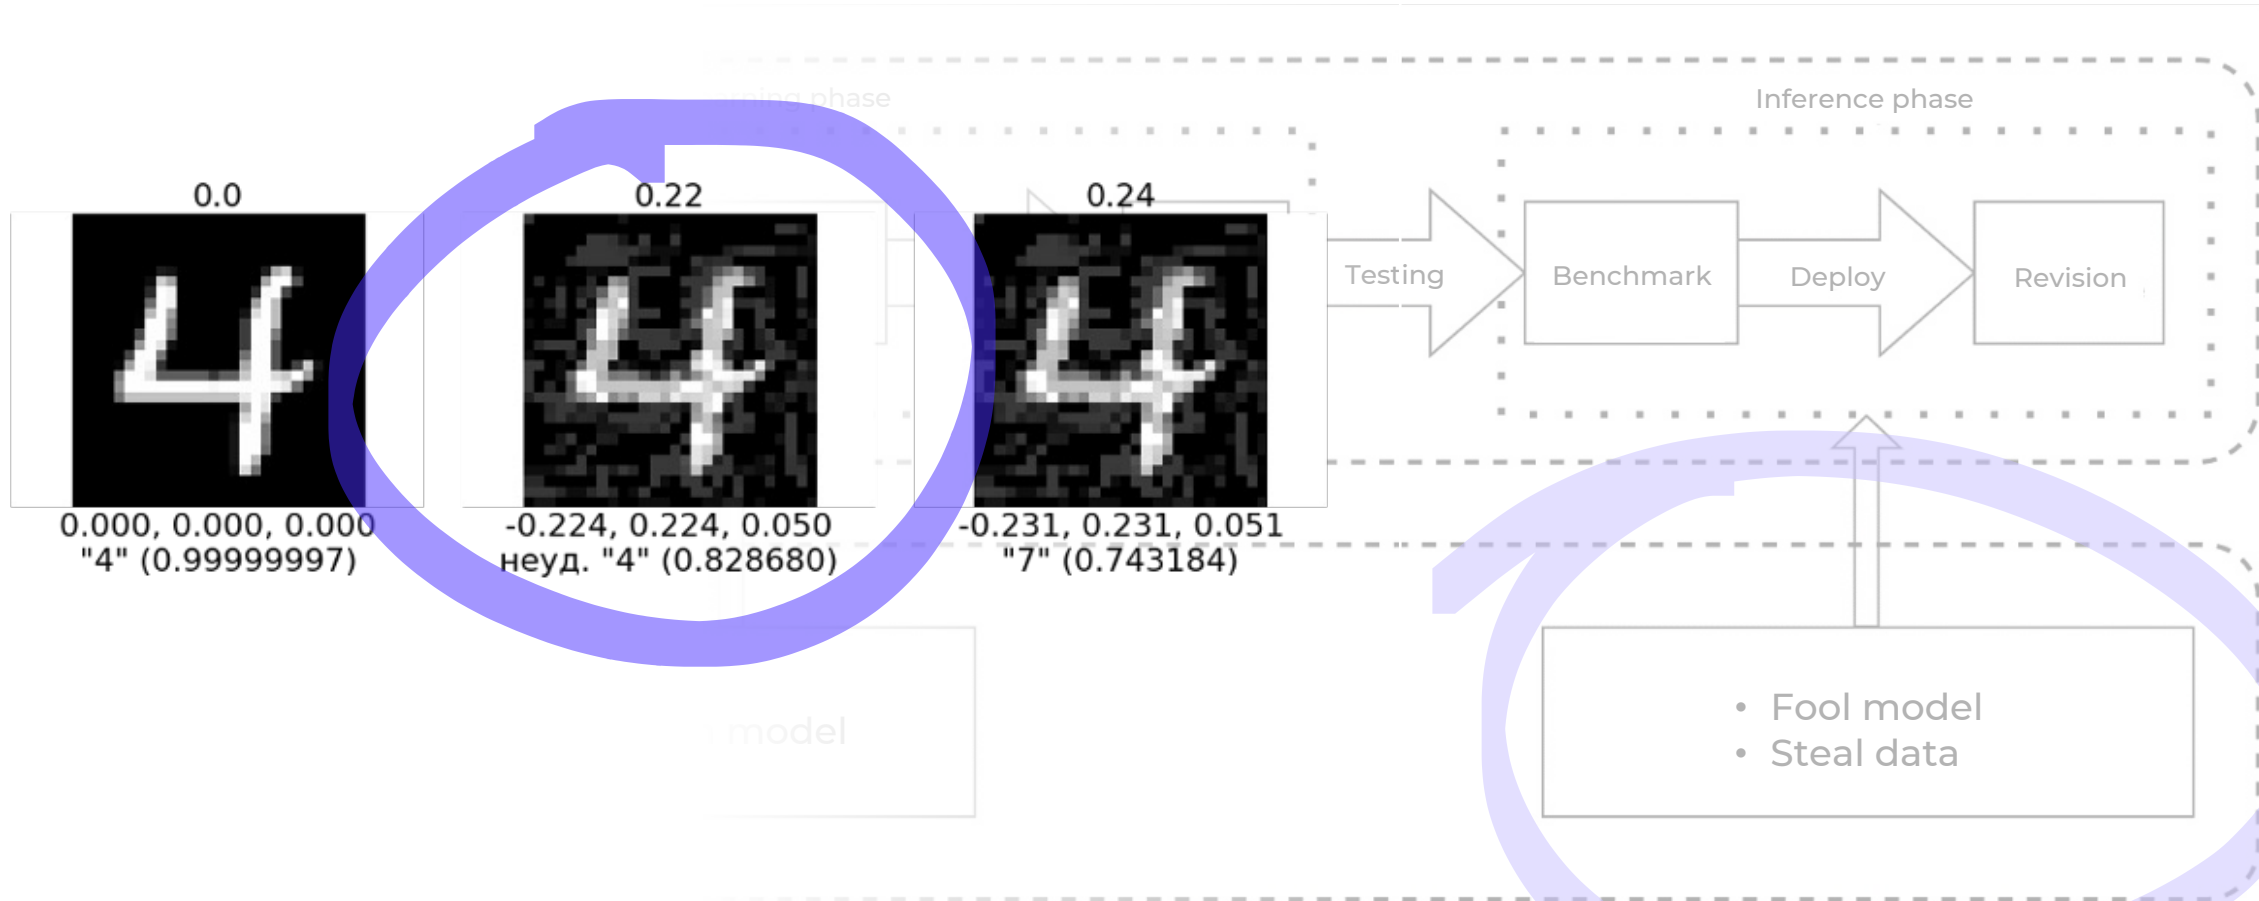 phase
Inference phase
0.0
0.22
0.24
Testing
Benchmark
Deploy
Revision
0.000, 0.000, 0.000
"4" (0.99999997)
-0.224, 0.224, 0.050
неуд. "4" (0.828680)
-0.231, 0.231, 0.051
"7" (0.743184)
model
• Fool model
• Steal data